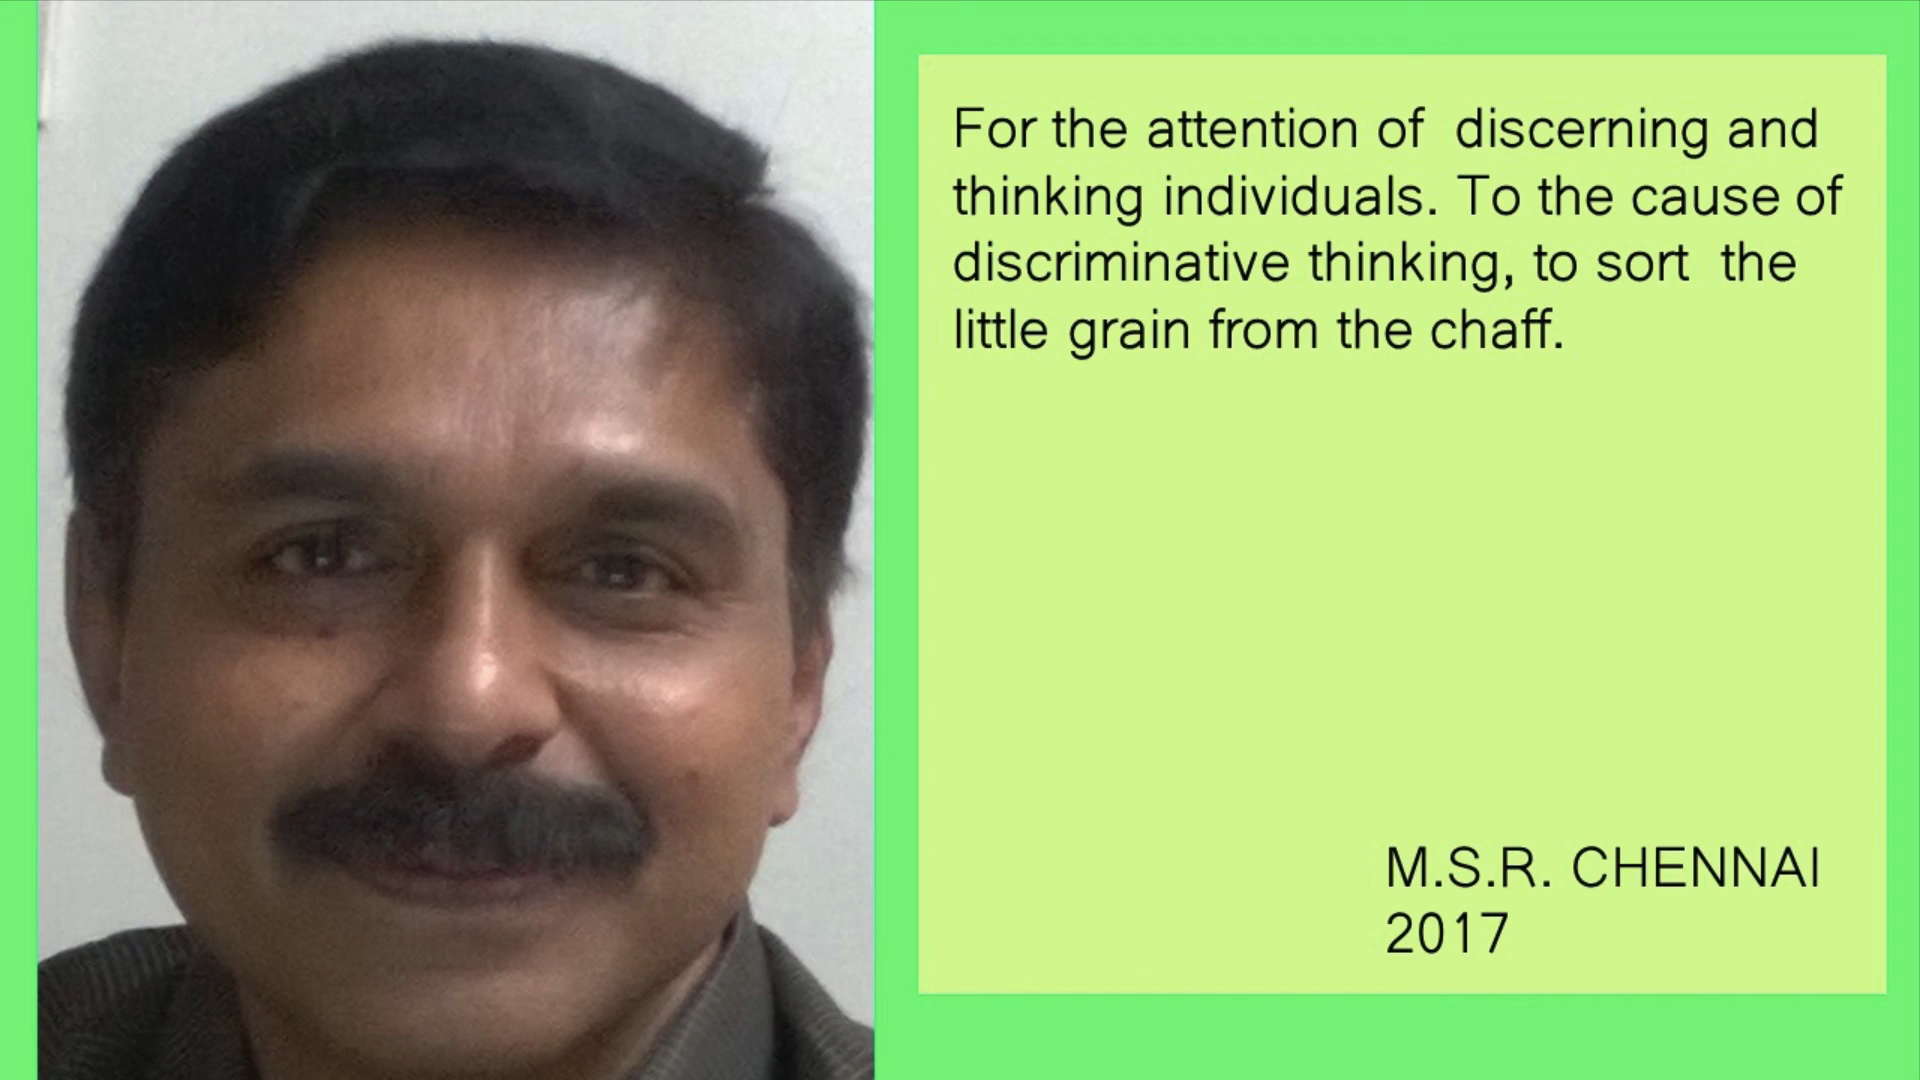 For the attention of  discerning and
thinking individuals. To the cause of
discriminative thinking, to sort  the
little grain from the chaff.
M.S.R. CHENNAI
2017